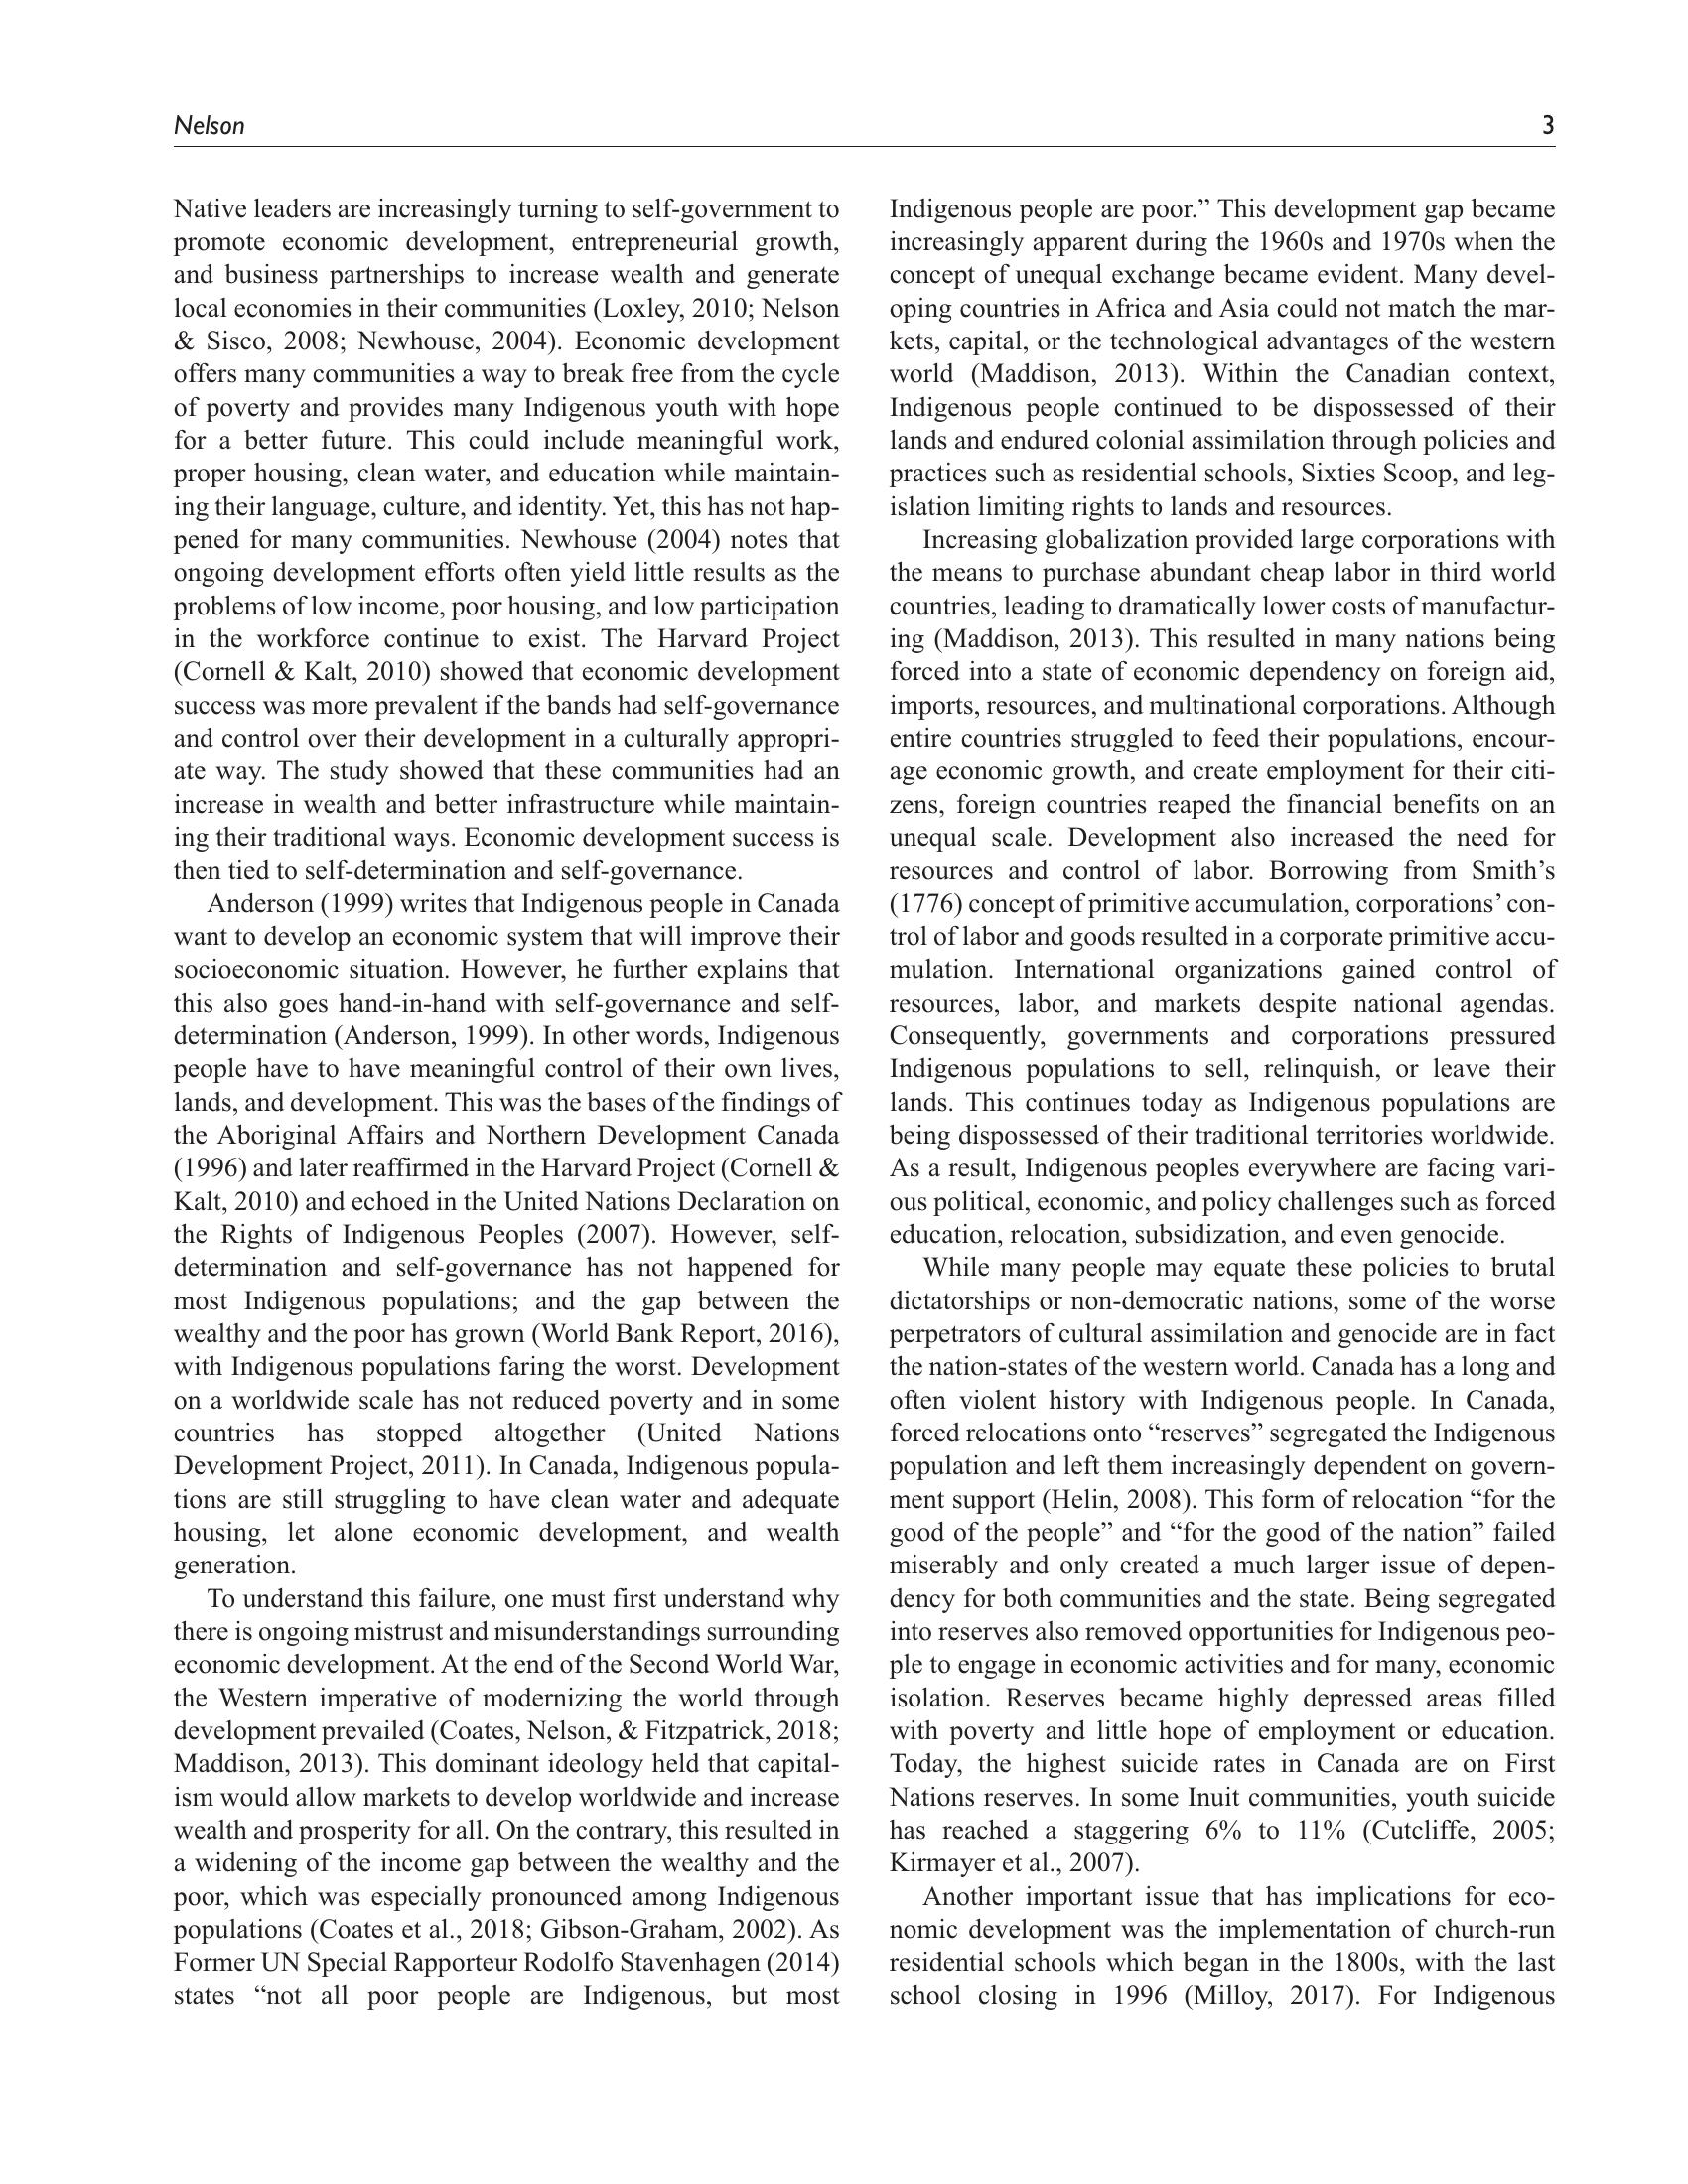 Nelson
3
Native leaders are increasingly turning to self-government to
promote economic development, entrepreneurial growth,
and business partnerships to increase wealth and generate
local economies in their communities (Loxley, 2010; Nelson
& Sisco, 2008; Newhouse, 2004). Economic development
offers many communities a way to break free from the cycle
of poverty and provides many Indigenous youth with hope
for a better future. This could include meaningful work,
proper housing, clean water, and education while maintain-
ing their language, culture, and identity. Yet, this has not hap-
pened for many communities. Newhouse (2004) notes that
ongoing development efforts often yield little results as the
problems of low income, poor housing, and low participation
in the workforce continue to exist. The Harvard Project
(Cornell & Kalt, 2010) showed that economic development
success was more prevalent if the bands had self-governance
and control over their development in a culturally appropri-
ate way. The study showed that these communities had an
increase in wealth and better infrastructure while maintain-
ing their traditional ways. Economic development success is
then tied to self-determination and self-governance.
Anderson (1999) writes that Indigenous people in Canada
want to develop an economic system that will improve their
socioeconomic situation. However, he further explains that
this also goes hand-in-hand with self-governance and self-
determination (Anderson, 1999). In other words, Indigenous
people have to have meaningful control of their own lives,
lands, and development. This was the bases of the findings of
the Aboriginal Affairs and Northern Development Canada
(1996) and later reaffirmed in the Harvard Project (Cornell &
Kalt, 2010) and echoed in the United Nations Declaration on
the Rights of Indigenous Peoples (2007). However, self-
determination and self-governance has not happened for
most Indigenous populations; and the gap between the
wealthy and the poor has grown (World Bank Report, 2016),
with Indigenous populations faring the worst. Development
on a worldwide scale has not reduced poverty and in some
countries has stopped altogether (United Nations
Development Project, 2011). In Canada, Indigenous popula-
tions are still struggling to have clean water and adequate
housing, let alone economic development, and wealth
generation.
To understand this failure, one must first understand why
there is ongoing mistrust and misunderstandings surrounding
economic development. At the end of the Second World War,
the Western imperative of modernizing the world through
development prevailed (Coates, Nelson, & Fitzpatrick, 2018;
Maddison, 2013). This dominant ideology held that capital-
ism would allow markets to develop worldwide and increase
wealth and prosperity for all. On the contrary, this resulted in
a widening of the income gap between the wealthy and the
poor, which was especially pronounced among Indigenous
populations (Coates et al., 2018; Gibson-Graham, 2002). As
Former UN Special Rapporteur Rodolfo Stavenhagen (2014)
states “not all poor people are Indigenous, but most
Indigenous people are poor.” This development gap became
increasingly apparent during the 1960s and 1970s when the
concept of unequal exchange became evident. Many devel-
oping countries in Africa and Asia could not match the mar-
kets, capital, or the technological advantages of the western
world (Maddison, 2013). Within the Canadian context,
Indigenous people continued to be dispossessed of their
lands and endured colonial assimilation through policies and
practices such as residential schools, Sixties Scoop, and leg-
islation limiting rights to lands and resources.
Increasing globalization provided large corporations with
the means to purchase abundant cheap labor in third world
countries, leading to dramatically lower costs of manufactur-
ing (Maddison, 2013). This resulted in many nations being
forced into a state of economic dependency on foreign aid,
imports, resources, and multinational corporations. Although
entire countries struggled to feed their populations, encour-
age economic growth, and create employment for their citi-
zens, foreign countries reaped the financial benefits on an
unequal scale. Development also increased the need for
resources and control of labor. Borrowing from Smith’s
(1776) concept of primitive accumulation, corporations’ con-
trol of labor and goods resulted in a corporate primitive accu-
mulation. International organizations gained control of
resources, labor, and markets despite national agendas.
Consequently, governments and corporations pressured
Indigenous populations to sell, relinquish, or leave their
lands. This continues today as Indigenous populations are
being dispossessed of their traditional territories worldwide.
As a result, Indigenous peoples everywhere are facing vari-
ous political, economic, and policy challenges such as forced
education, relocation, subsidization, and even genocide.
While many people may equate these policies to brutal
dictatorships or non-democratic nations, some of the worse
perpetrators of cultural assimilation and genocide are in fact
the nation-states of the western world. Canada has a long and
often violent history with Indigenous people. In Canada,
forced relocations onto “reserves” segregated the Indigenous
population and left them increasingly dependent on govern-
ment support (Helin, 2008). This form of relocation “for the
good of the people” and “for the good of the nation” failed
miserably and only created a much larger issue of depen-
dency for both communities and the state. Being segregated
into reserves also removed opportunities for Indigenous peo-
ple to engage in economic activities and for many, economic
isolation. Reserves became highly depressed areas filled
with poverty and little hope of employment or education.
Today, the highest suicide rates in Canada are on First
Nations reserves. In some Inuit communities, youth suicide
has reached a staggering 6% to 11% (Cutcliffe, 2005;
Kirmayer et al., 2007).
Another important issue that has implications for eco-
nomic development was the implementation of church-run
residential schools which began in the 1800s, with the last
school closing in 1996 (Milloy, 2017). For Indigenous